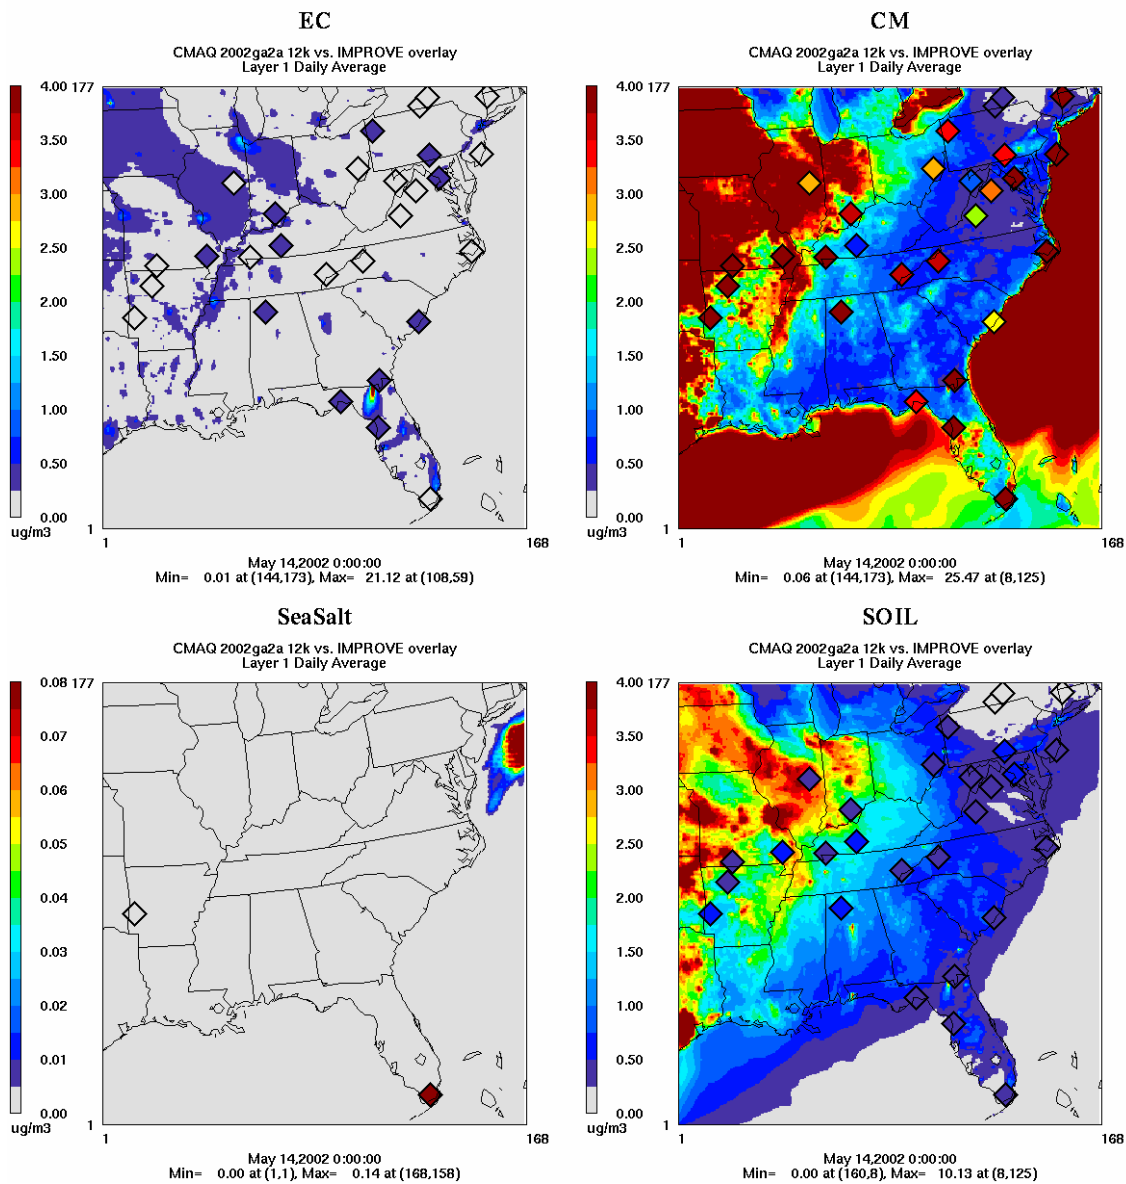 EC
CMAQ 2002ga2a 12k vs. IMPROVE overlay
Layer 1 Daily Average
4.00 177
3.50
3.00
2.50
2.00
1.50
1.00
0.50
0.00
ug/m3
1
1 168
May 14,2002 0:00:00
Min= 0.01 at (144,173), Max= 21.12 at (108,59)
CM
CMAQ 2002ga2a 12k vs. IMPROVE overlay
Layer 1 Daily Average
4.00 177
3.50
3.00
2.50
2.00
1.50
1.00
0.50
0.00
ug/m3
1
1 168
May 14,2002 0:00:00
Min= 0.06 at (144,173), Max= 25.47 at (8,125)
SeaSalt
CMAQ 2002ga2a 12k vs. IMPROVE overlay
Layer 1 Daily Average
0.08 177
0.07
0.06
0.05
0.04
0.03
0.02
0.01
0.00
ug/m3
1
1 168
May 14,2002 0:00:00
Min= 0.00 at (1,1), Max= 0.14 at (168,158)
SOIL
CMAQ 2002ga2a 12k vs. IMPROVE overlay
Layer 1 Daily Average
4.00 177
3.50
3.00
2.50
2.00
1.50
1.00
0.50
0.00
ug/m3
1
1 168
May 14,2002 0:00:00
Min= 0.00 at (160,8), Max= 10.13 at (8,125)